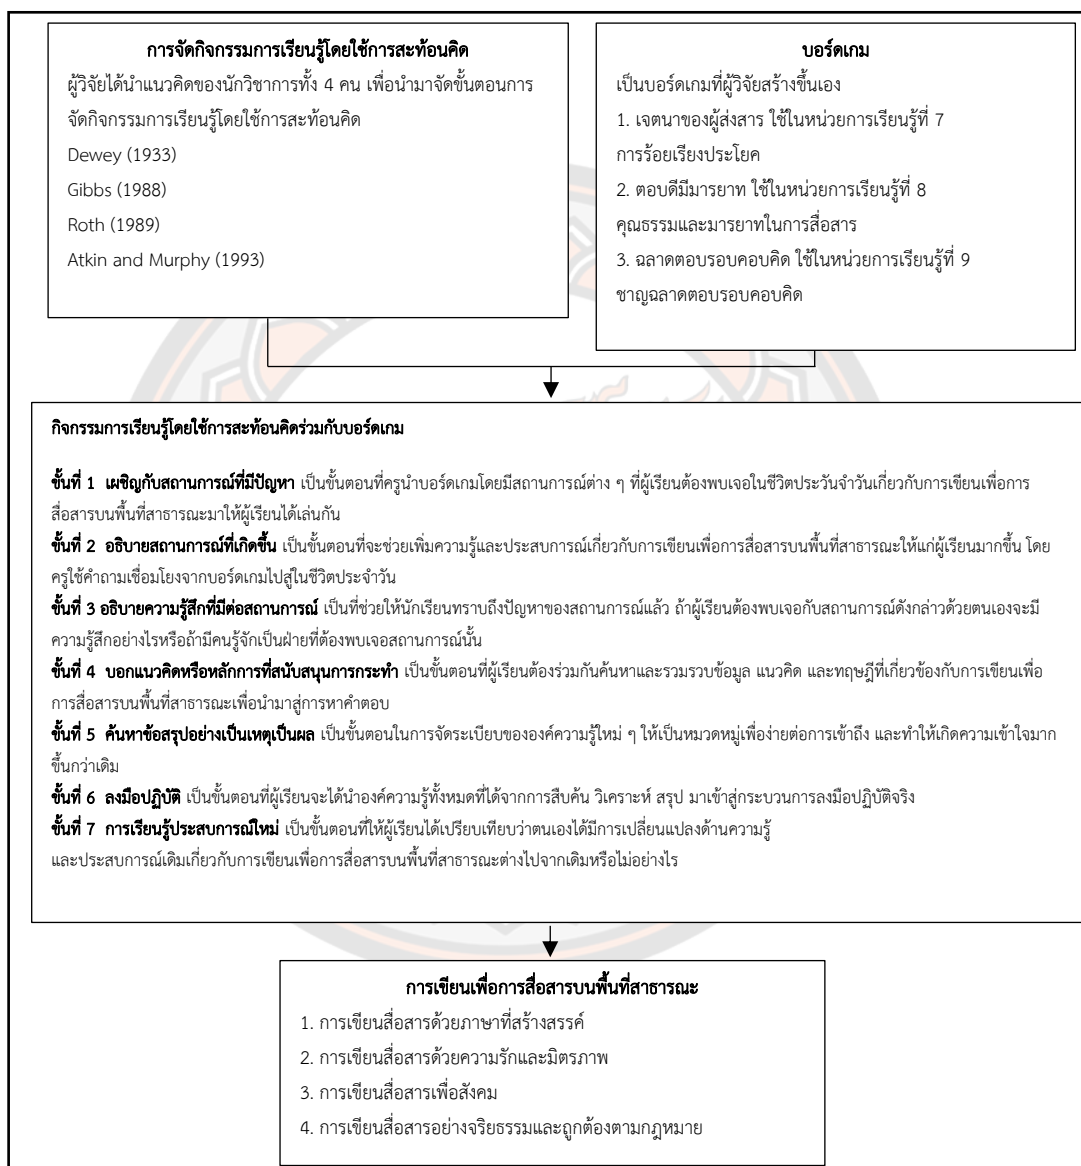 การจัดกิจกรรมการเรียนรู้โดยใช้การสะท้อนคิด
ผู้วิจัยได้นำแนวคิดของนักวิชาการทั้ง 4 คน เพื่อนำมาจัดขั้นตอนการ
จัดกิจกรรมการเรียนรู้โดยใช้การสะท้อนคิด
Dewey (1933)
Gibbs (1988)
Roth (1989)
Atkin and Murphy (1993)
บอร์ดเกม
เป็นบอร์ดเกมที่ผู้วิจัยสร้างขึ้นเอง
1. เจตนาของผู้ส่งสาร ใช้ในหน่วยการเรียนรู้ที่ 7
การร้อยเรียงประโยค
2. ตอบดีมีมารยาท ใช้ในหน่วยการเรียนรู้ที่ 8
คุณธรรมและมารยาทในการสื่อสาร
3. ฉลาดตอบรอบคอบคิด ใช้ในหน่วยการเรียนรู้ที่ 9
ชาญฉลาดตอบรอบคอบคิด
กิจกรรมการเรียนรู้โดยใช้การสะท้อนคิดร่วมกับบอร์ดเกม
ขั้นที่ 1 เผชิญกับสถานการณ์ที่มีปัญหา เป็นขั้นตอนที่ครูนำบอร์ดเกมโดยมีสถานการณ์ต่าง ๆ ที่ผู้เรียนต้องพบเจอในชีวิตประวันจำวันเกี่ยวกับการเขียนเพื่อการ
สื่อสารบนพื้นที่สาธารณะมาให้ผู้เรียนได้เล่นกัน
ขั้นที่ 2 อธิบายสถานการณ์ที่เกิดขึ้น เป็นขั้นตอนที่จะช่วยเพิ่มความรู้และประสบการณ์เกี่ยวกับการเขียนเพื่อการสื่อสารบนพื้นที่สาธารณะให้แก่ผู้เรียนมากขึ้น โดย
ครูใช้คำถามเชื่อมโยงจากบอร์ดเกมไปสู่ในชีวิตประจำวัน
ขั้นที่ 3 อธิบายความรู้สึกที่มีต่อสถานการณ์ เป็นที่ช่วยให้นักเรียนทราบถึงปัญหาของสถานการณ์แล้ว ถ้าผู้เรียนต้องพบเจอกับสถานการณ์ดังกล่าวด้วยตนเองจะมี
ความรู้สึกอย่างไรหรือถ้ามีคนรู้จักเป็นฝ่ายที่ต้องพบเจอสถานการณ์นั้น
ขั้นที่ 4 บอกแนวคิดหรือหลักการที่สนับสนุนการกระทำ เป็นขั้นตอนที่ผู้เรียนต้องร่วมกันค้นหาและรวมรวบข้อมูล แนวคิด และทฤษฎีที่เกี่ยวข้องกับการเขียนเพื่อ
การสื่อสารบนพื้นที่สาธารณะเพื่อนำมาสู่การหาคำตอบ
ขั้นที่ 5 ค้นหาข้อสรุปอย่างเป็นเหตุเป็นผล เป็นขั้นตอนในการจัดระเบียบขององค์ความรู้ใหม่ ๆ ให้เป็นหมวดหมู่เพื่อง่ายต่อการเข้าถึง และทำให้เกิดความเข้าใจมาก
ขึ้นกว่าเดิม
ขั้นที่ 6 ลงมือปฏิบัติ เป็นขั้นตอนที่ผู้เรียนจะได้นำองค์ความรู้ทั้งหมดที่ได้จากการสืบค้น วิเคราะห์ สรุป มาเข้าสู่กระบวนการลงมือปฏิบัติจริง
ขั้นที่ 7 การเรียนรู้ประสบการณ์ใหม่ เป็นขั้นตอนที่ให้ผู้เรียนได้เปรียบเทียบว่าตนเองได้มีการเปลี่ยนแปลงด้านความรู้
และประสบการณ์เดิมเกี่ยวกับการเขียนเพื่อการสื่อสารบนพื้นที่สาธารณะต่างไปจากเดิมหรือไม่อย่างไร
การเขียนเพื่อการสื่อสารบนพื้นที่สาธารณะ
1. การเขียนสื่อสารด้วยภาษาที่สร้างสรรค์
2. การเขียนสื่อสารด้วยความรักและมิตรภาพ
3. การเขียนสื่อสารเพื่อสังคม
4. การเขียนสื่อสารอย่างจริยธรรมและถูกต้องตามกฎหมาย